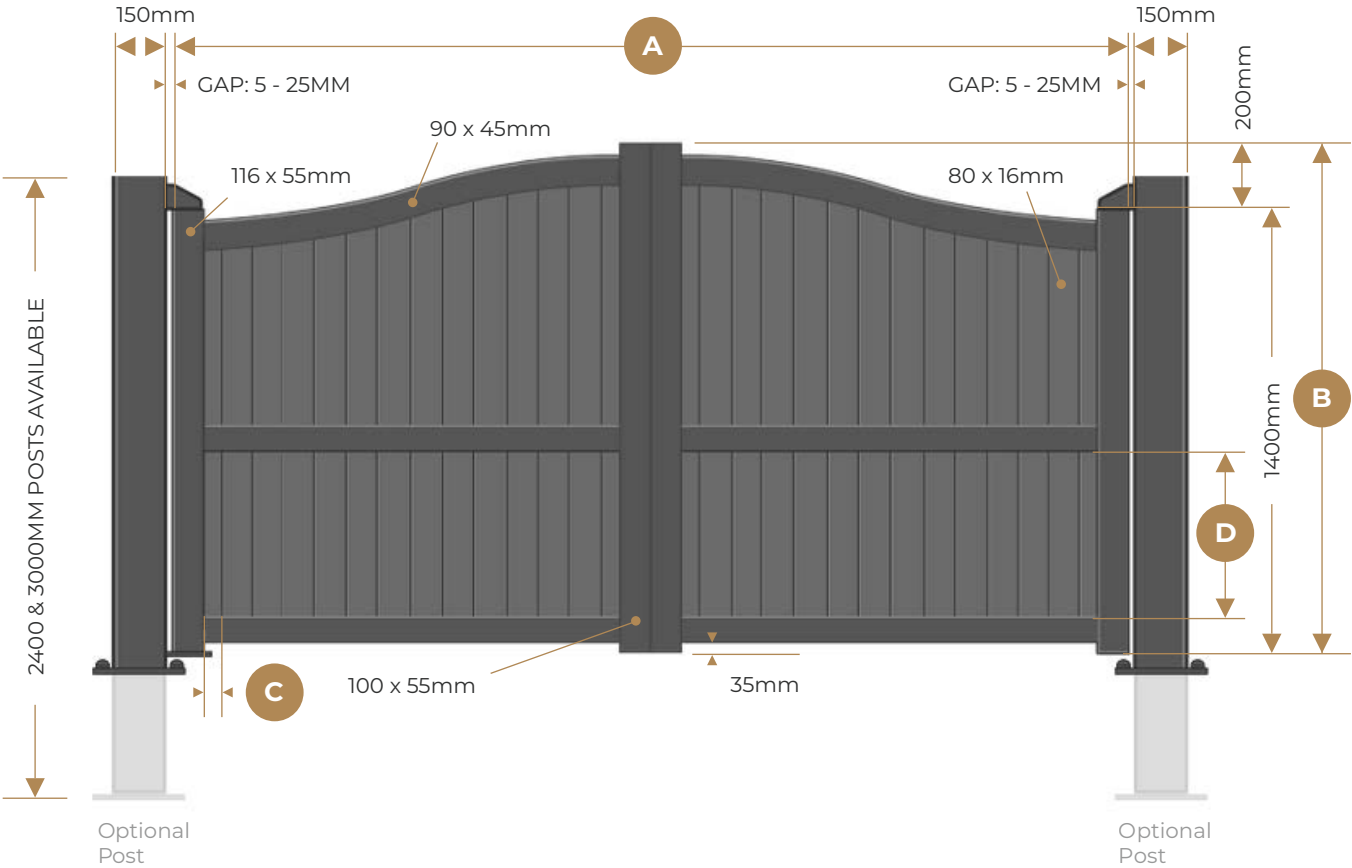 150mm
A
150mm
GAP: 5 - 25MM
GAP: 5 - 25MM
200mm
90 x 45mm
116 x 55mm
80 x 16mm
2400 & 3000MM POSTS AVAILABLE
B
1400mm
D
C
100 x 55mm
35mm
Optional
Post
Optional
Post